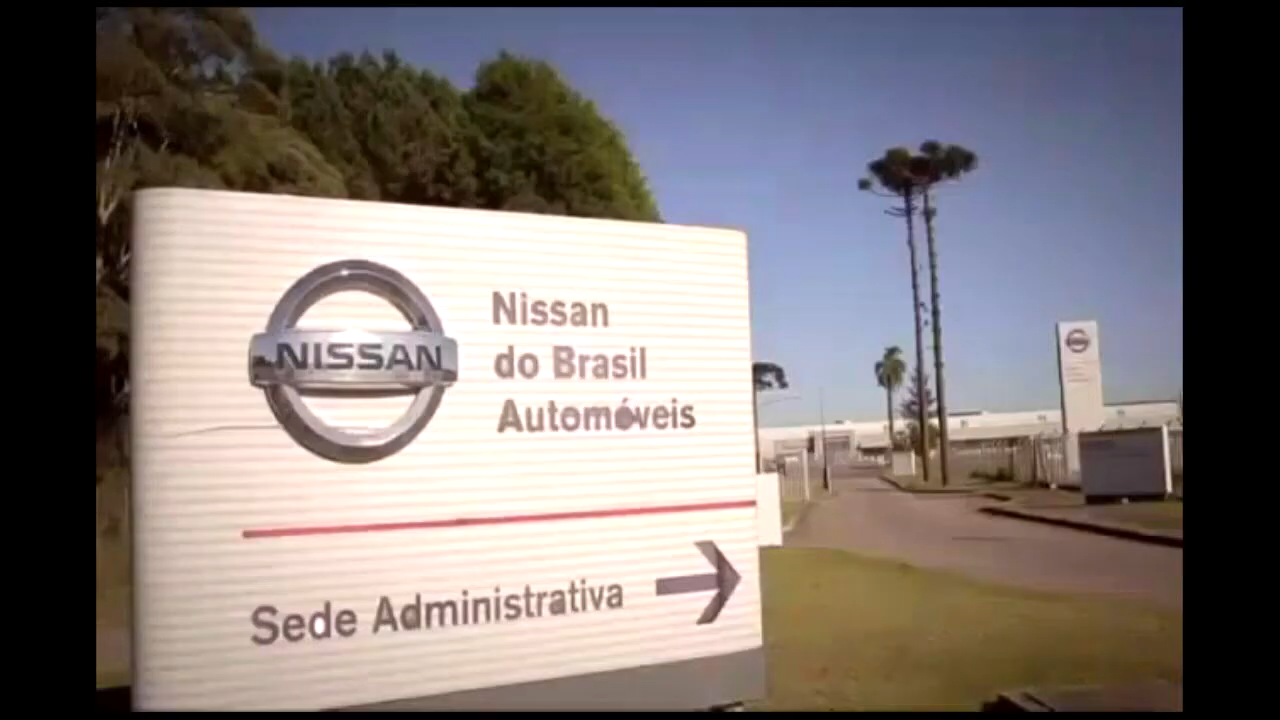 NISSAN
Nissan
do Brasil
Automóveis
Sede Administrativa